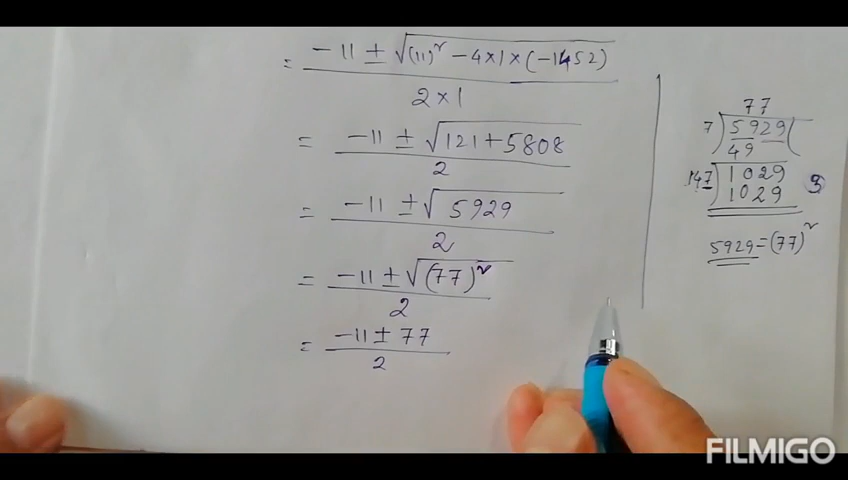 = -11 ± √(11)² - 4×1×(-1452) / 2×1
= -11 ± √121+5808 / 2
= -11 ± √5929 / 2
= -11 ± √(77)² / 2
= -11 ± 77 / 2
77
7 ) 5929 (
49
147 ) 1029
1029
5929 = (77)²
FILMIGO